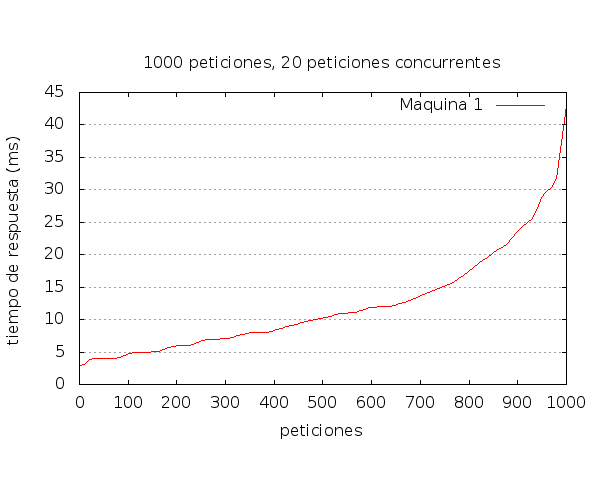 1000 peticiones, 20 peticiones concurrentes
45
40
35
30
25
20
15
10
5
0
tiempo de respuesta (ms)
Maquina 1
0 100 200 300 400 500 600 700 800 900 1000
peticiones